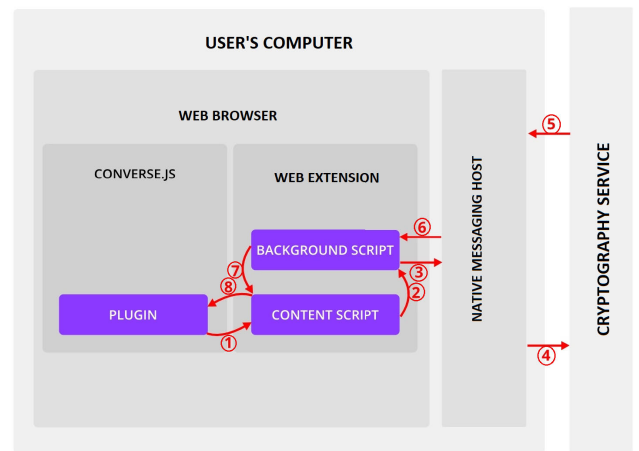 USER'S COMPUTER
WEB BROWSER
CONVERSE.JS
WEB EXTENSION
BACKGROUND SCRIPT
PLUGIN
CONTENT SCRIPT
NATIVE MESSAGING HOST
CRYPTOGRAPHY SERVICE
5
6
3
7
8
2
1
4